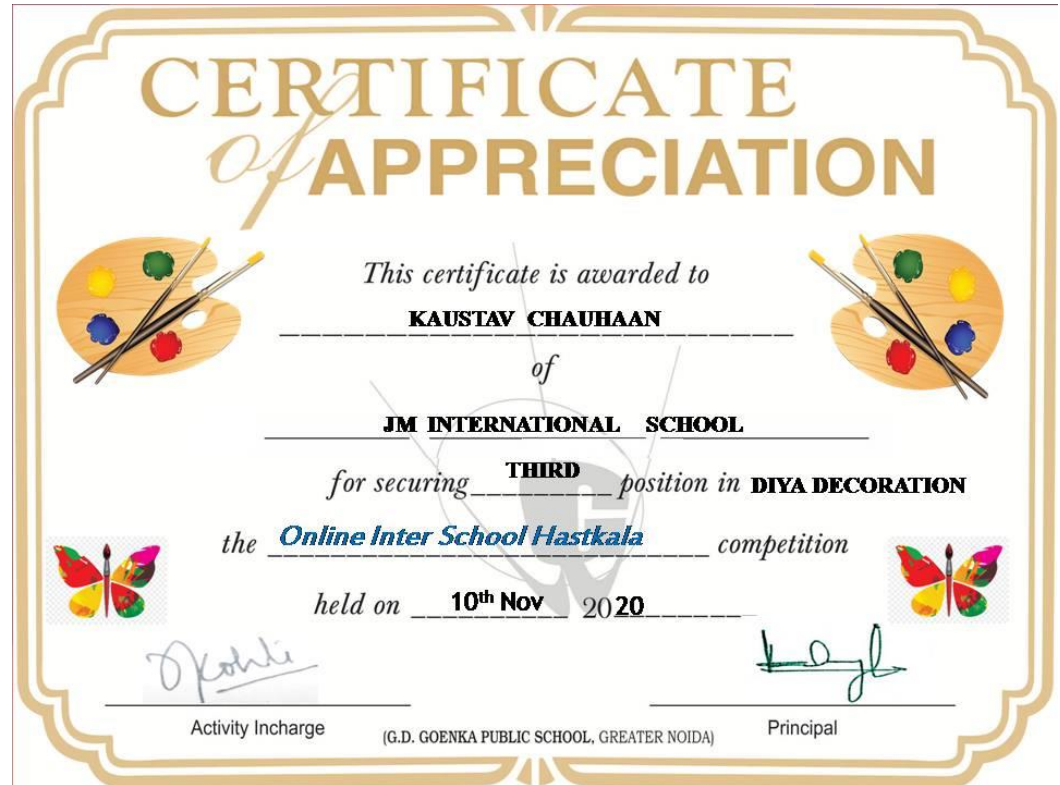 CERTIFICATE
of APPRECIATION
This certificate is awarded to
KAUSTAV CHAUHAAN
of
JM INTERNATIONAL SCHOOL
for securing THIRD position in DIYA DECORATION
the Online Inter School Hastkala competition
held on 10th Nov 2020
Activity Incharge
(G.D. GOENKA PUBLIC SCHOOL, GREATER NOIDA)
Principal